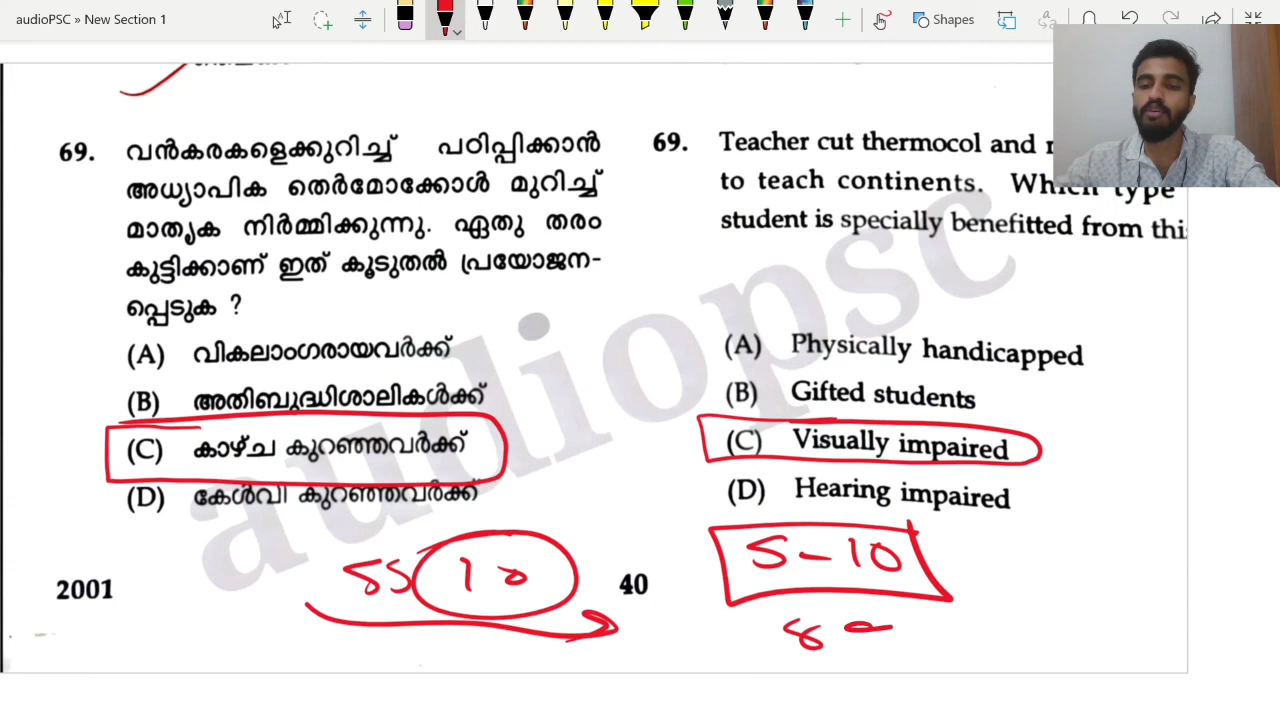 audioPSC » New Section 1
Shapes
69. വൻകരകളെക്കുറിച്ച് പഠിപ്പിക്കാൻ
അധ്യാപിക തെർമോക്കോൾ മുറിച്ച്
മാതൃക നിർമ്മിക്കുന്നു. ഏതു തരം
കുട്ടിക്കാണ് ഇത് കൂടുതൽ പ്രയോജന-
പ്പെടുക ?
(A) വികലാംഗരായവർക്ക്
(B) അതിബുദ്ധിശാലികൾക്ക്
(C) കാഴ്ച കുറഞ്ഞവർക്ക്
(D) കേൾവി കുറഞ്ഞവർക്ക്
69. Teacher cut thermocol and
to teach continents. Which type
student is specially benefitted from
(A) Physically handicapped
(B) Gifted students
(C) Visually impaired
(D) Hearing impaired
10
5 - 10
2001
40
audiopsc